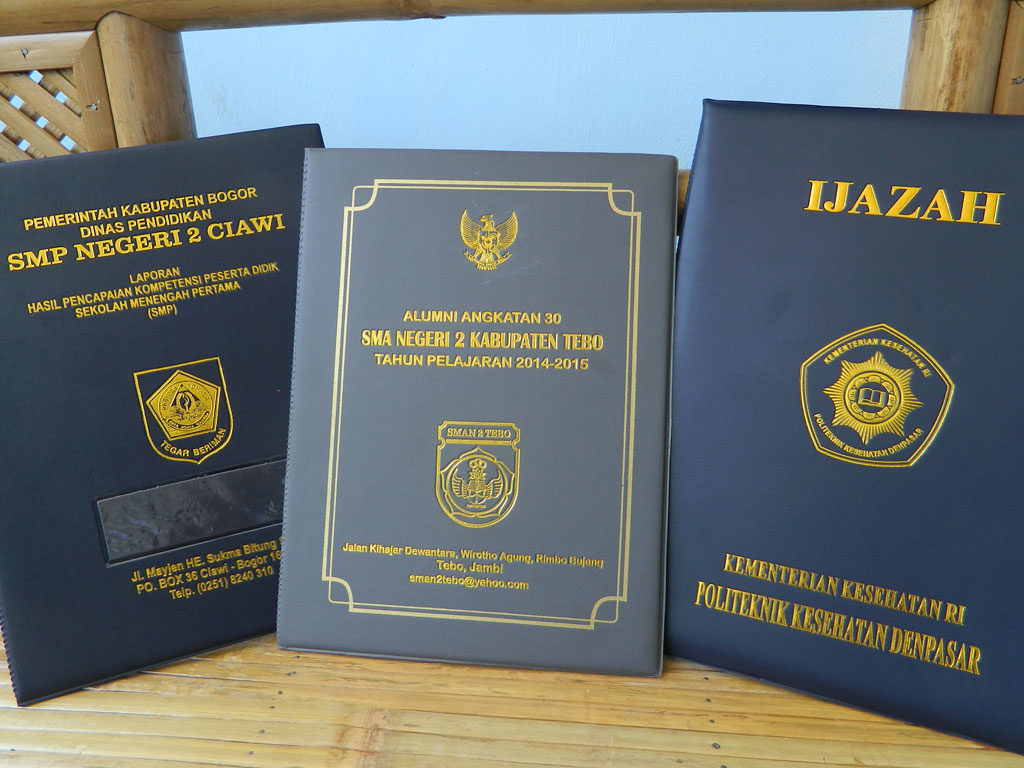 PEMERINTAH KABUPATEN BOGOR
DINAS PENDIDIKAN
SMP NEGERI 2 CIAWI
LAPORAN
HASIL PENCAPAIAN KOMPETENSI PESERTA DIDIK
SEKOLAH MENENGAH PERTAMA
(SMP)
TEGAR BERIMAN
Jl. Mayjen HE. Sukma Bitung
PO. BOX 36 Ciawi - Bogor 16
Telp. (0251) 8240 310
ALUMNI ANGKATAN 30
SMA NEGERI 2 KABUPATEN TEBO
TAHUN PELAJARAN 2014-2015
SMAN 2 TEBO
Jalan Kihajar Dewantara, Wirotho Agung, Rimbo Bujang
Tebo, Jambi
sman2tebo@yahoo.com
IJAZAH
KEMENTERIAN KESEHATAN RI
POLITEKNIK KESEHATAN DENPASAR
KEMENTERIAN KESEHATAN RI
POLITEKNIK KESEHATAN DENPASAR